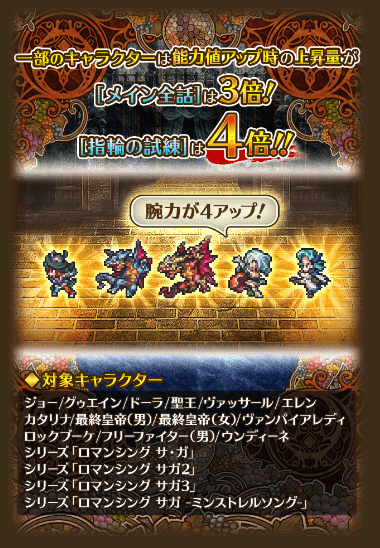 一部のキャラクターは能力値アップ時の上昇量が
[メイン全話]は3倍!
[指輪の試練]は4倍!!
腕力が4アップ!
◆対象キャラクター
ジョー/グゥエイン/ドーラ/聖王/ヴァッサール/エレン
カタリナ/最終皇帝(男)/最終皇帝(女)/ヴァンパイアレディ
ロックブーケ/フリーファイター(男)/ウンディーネ
シリーズ「ロマンシング サ・ガ」
シリーズ「ロマンシング サガ2」
シリーズ「ロマンシング サガ3」
シリーズ「ロマンシング サガ -ミンストレルソング-」